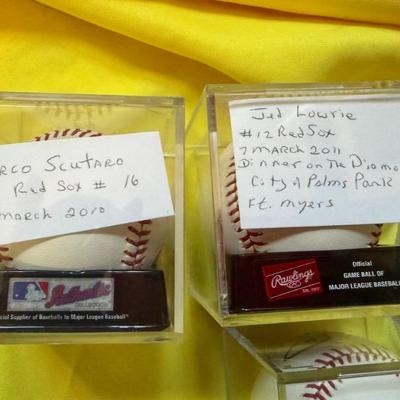 RCO SCUTARO
Red Sox # 16
MARCH 2010
Authentic
cial Supplier of Baseballs to Major League Baseball
Jed Lowrie
#12 Red Sox
7 March 2011
Dinner on The Diamo
City of Palms Park
Ft. Myers
Rawlings
Official
GAME BALL OF
MAJOR LEAGUE BASEBALL